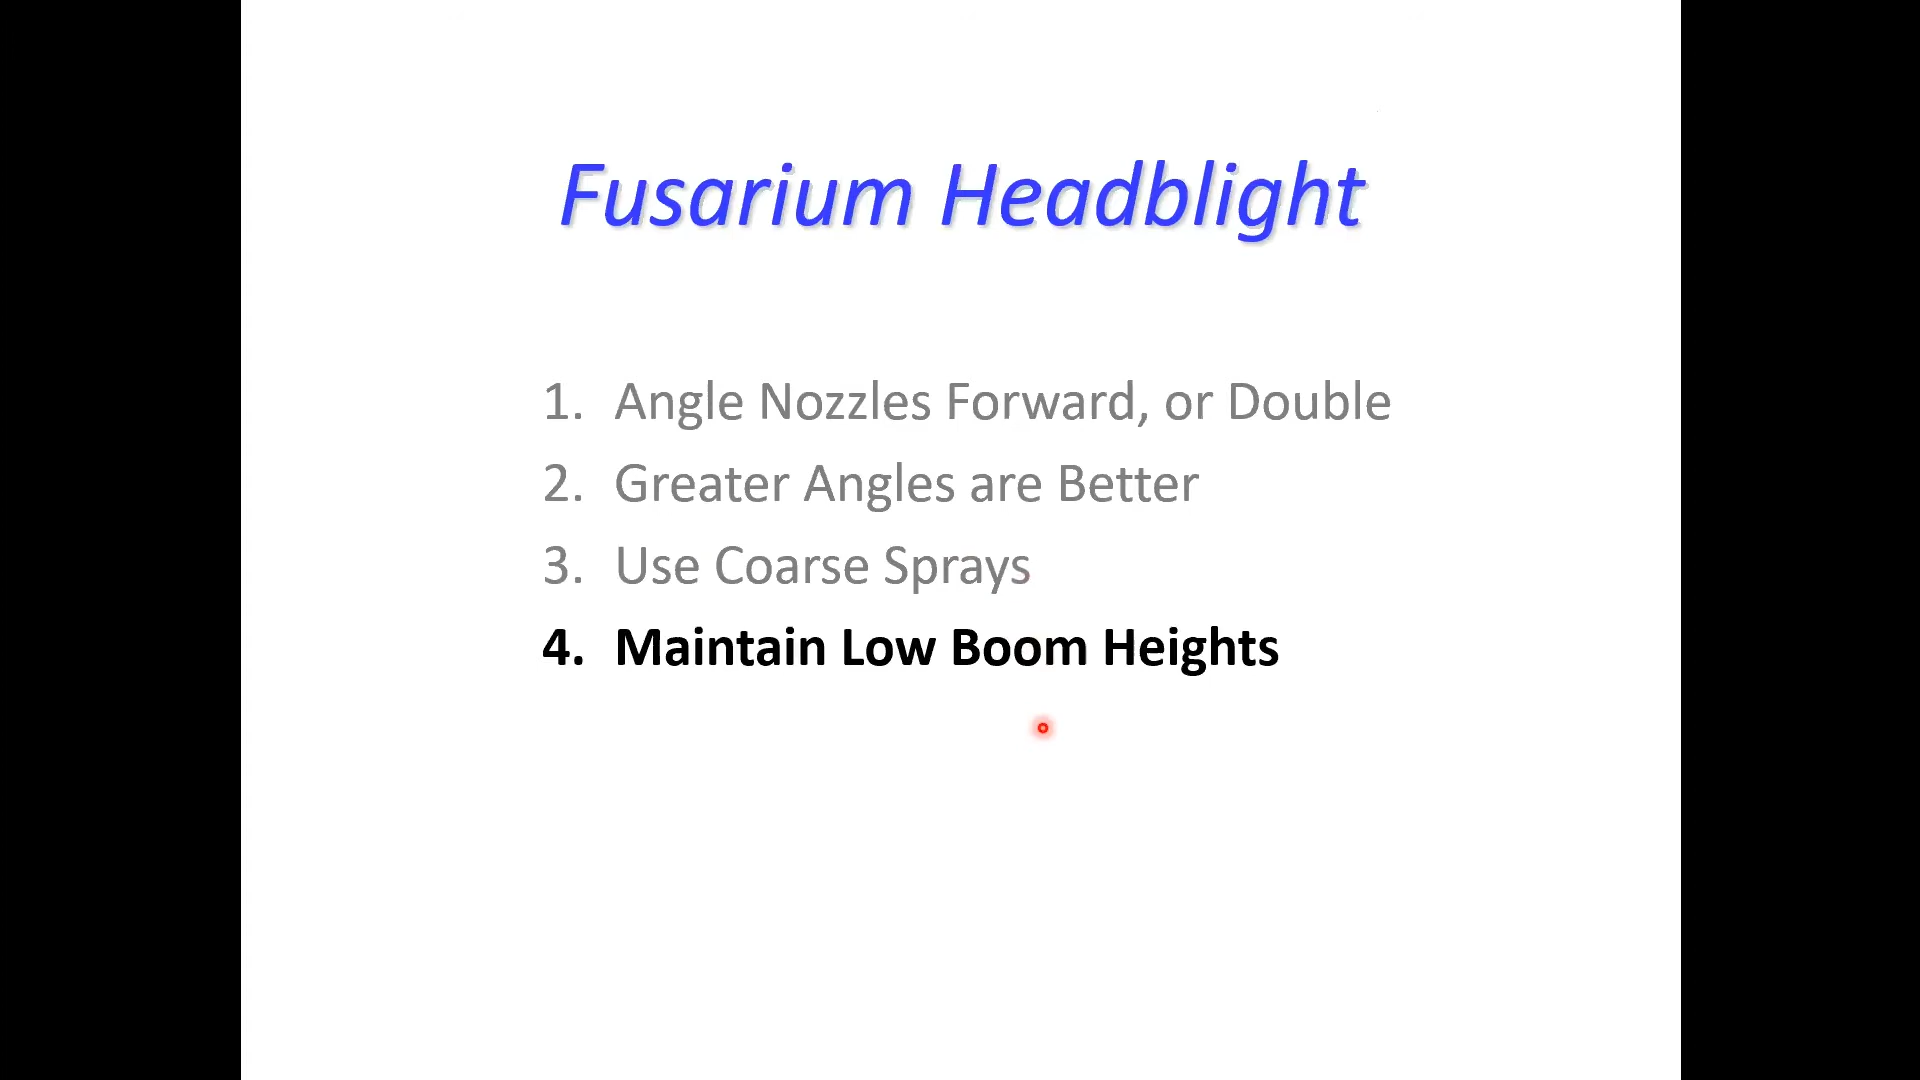 Fusarium Headblight
1. Angle Nozzles Forward, or Double
2. Greater Angles are Better
3. Use Coarse Sprays
4. Maintain Low Boom Heights